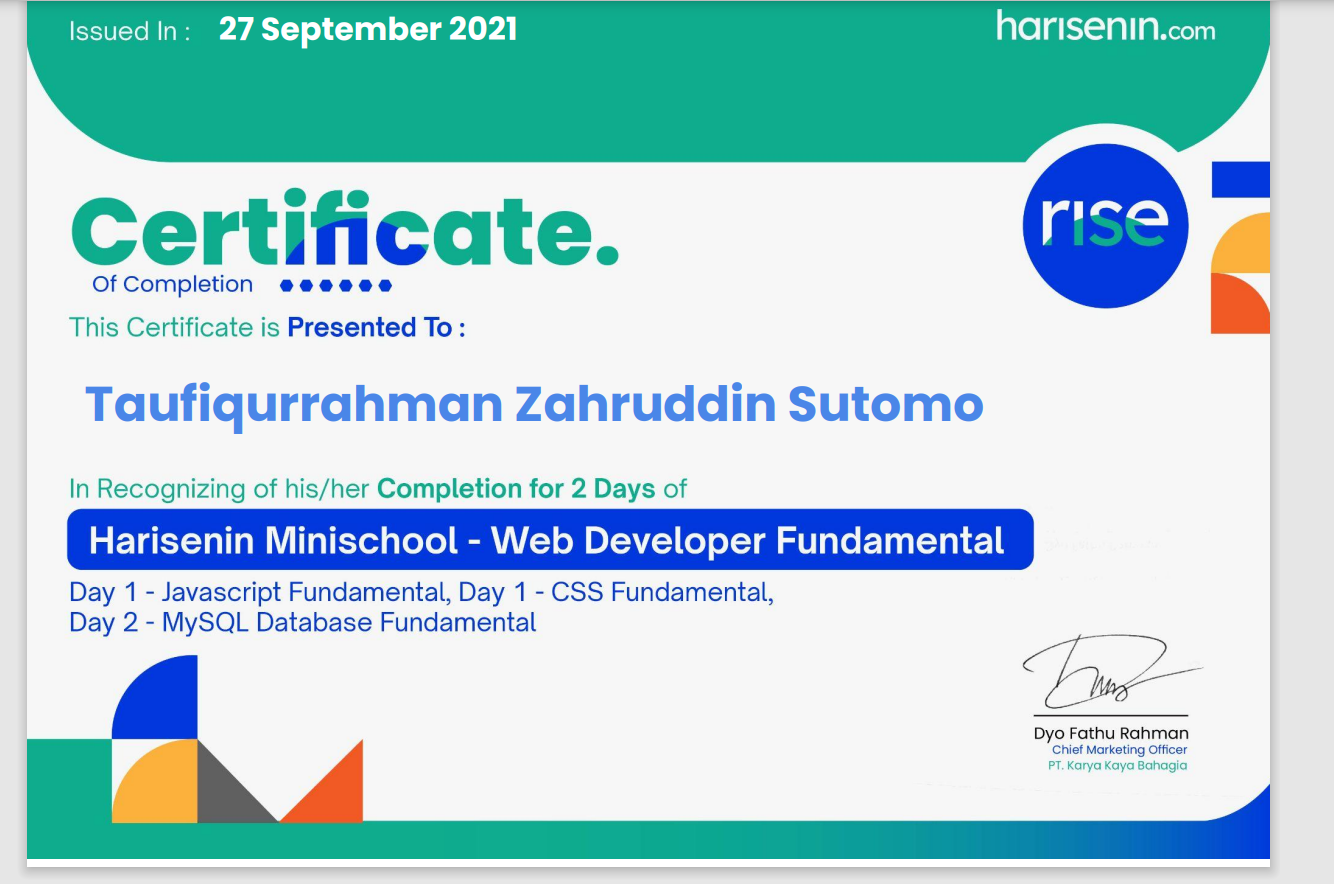 Issued In : 27 September 2021
harisenin.com
rise
Certificate.
Of Completion
This Certificate is Presented To :
Taufiqurrahman Zahruddin Sutomo
In Recognizing of his/her Completion for 2 Days of
Harisenin Minischool - Web Developer Fundamental
Day 1 - Javascript Fundamental, Day 1 - CSS Fundamental,
Day 2 - MySQL Database Fundamental
Dyo Fathu Rahman
Chief Marketing Officer
PT. Karya Kaya Bahagia